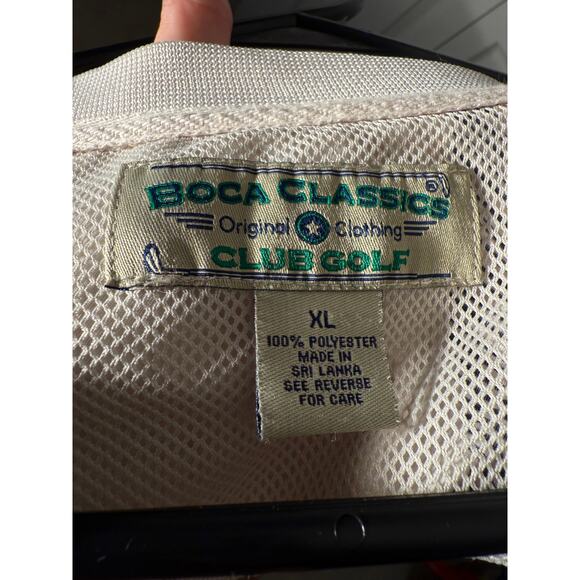 BOCA CLASSICS®
Original Clothing
CLUB GOLF
XL
100% POLYESTER
MADE IN
SRI LANKA
SEE REVERSE
FOR CARE